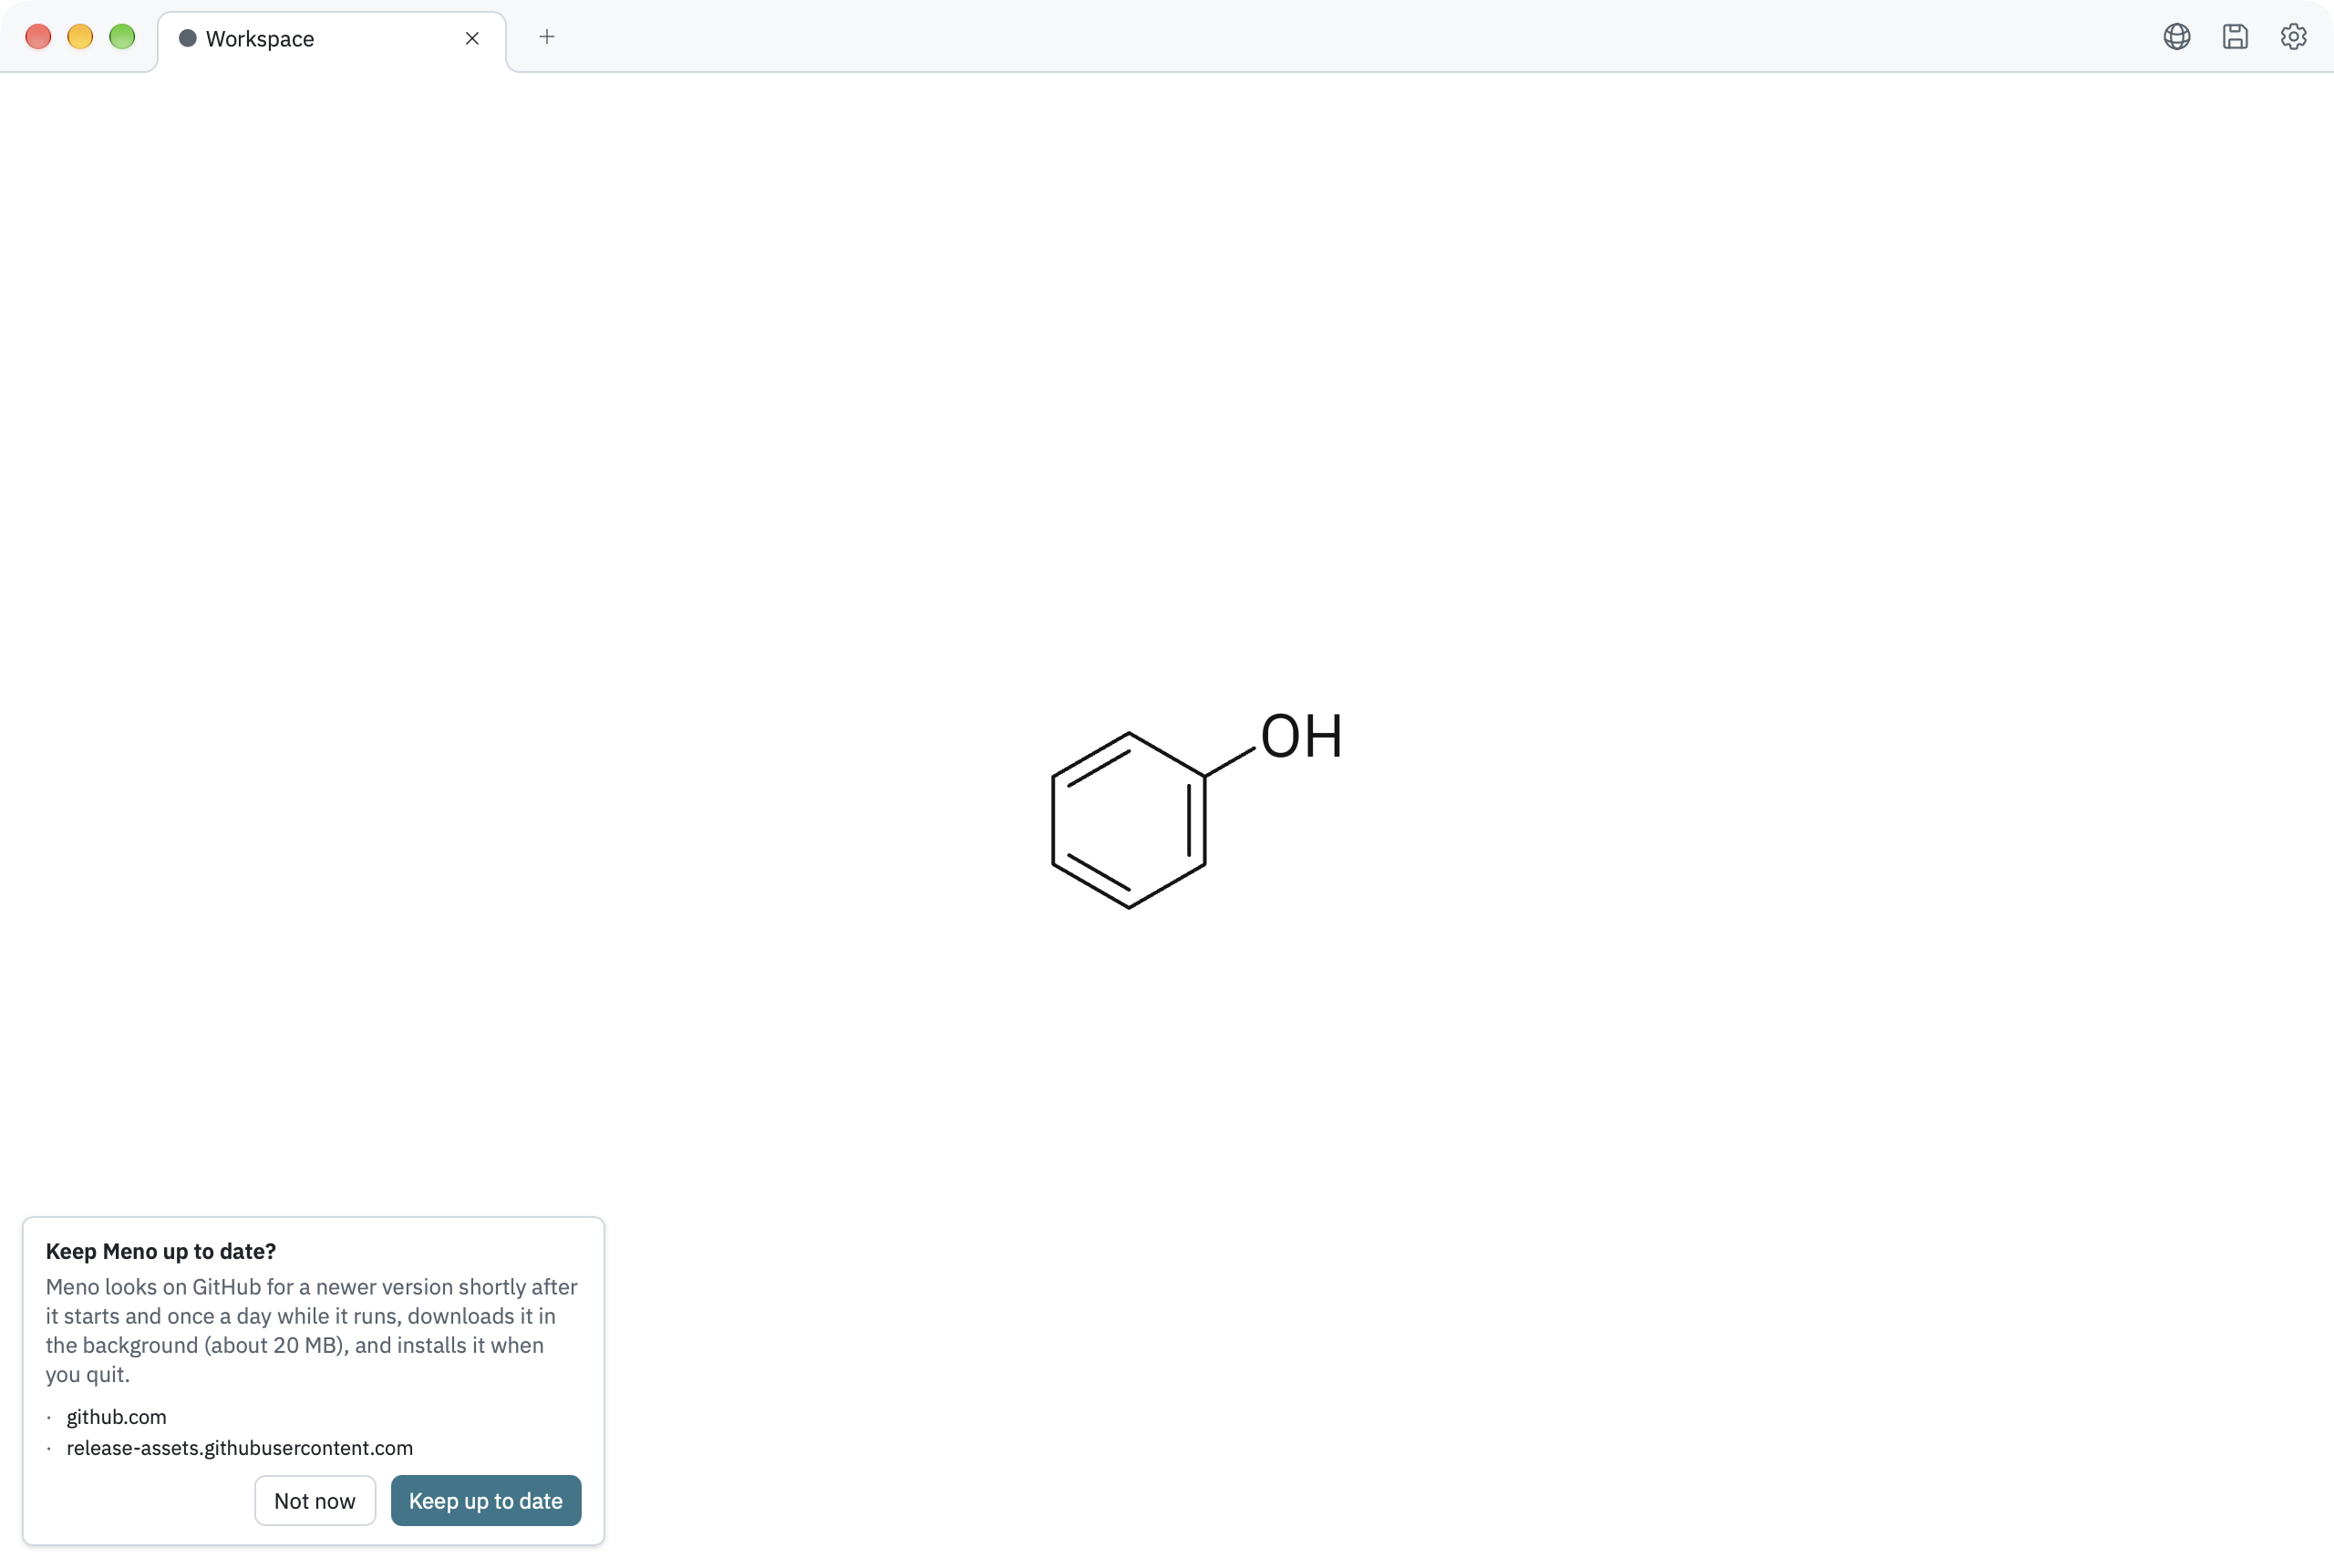 Workspace
OH
Keep Meno up to date?
Meno looks on GitHub for a newer version shortly after
it starts and once a day while it runs, downloads it in
the background (about 20 MB), and installs it when
you quit.
· github.com
· release-assets.githubusercontent.com
Not now
Keep up to date